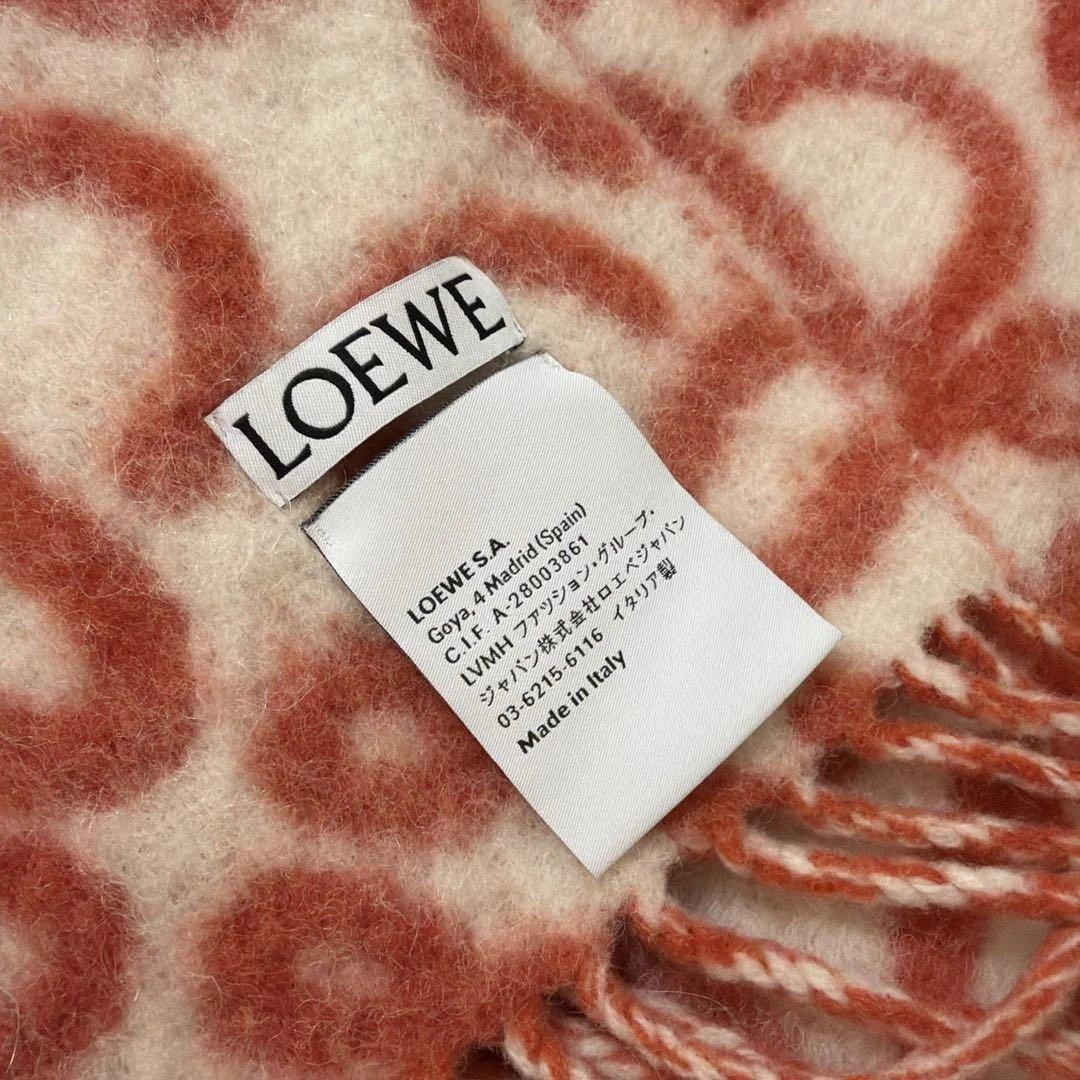 LOEWE
LOEWE S.A.
Goya, 4 Madrid (Spain)
C.I.F. A-28003861
LVMH ファッション・グループ・
ジャパン株式会社ロエベジャパン
03-6215-6116 イタリア製
Made in Italy